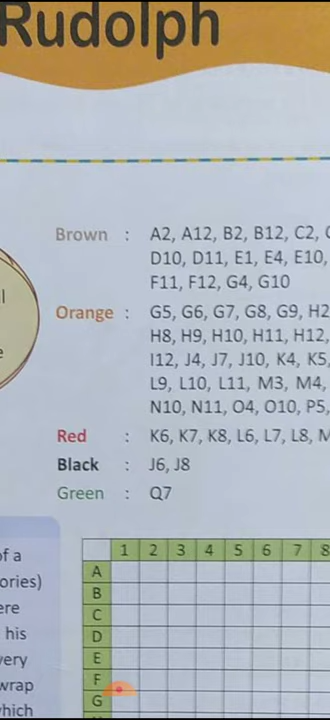 Rudolph
Brown : A2, A12, B2, B12, C2,
D10, D11, E1, E4, E10,
F11, F12, G4, G10
Orange : G5, G6, G7, G8, G9, H2
H8, H9, H10, H11, H12,
I12, J4, J7, J10, K4, K5,
L9, L10, L11, M3, M4,
N10, N11, O4, O10, P5,
Red : K6, K7, K8, L6, L7, L8, M
Black : J6, J8
Green : Q7
1 2 3 4 5 6 7 8
A
B
C
D
E
F
G
of a
ories)
ere
his
very
wrap
which